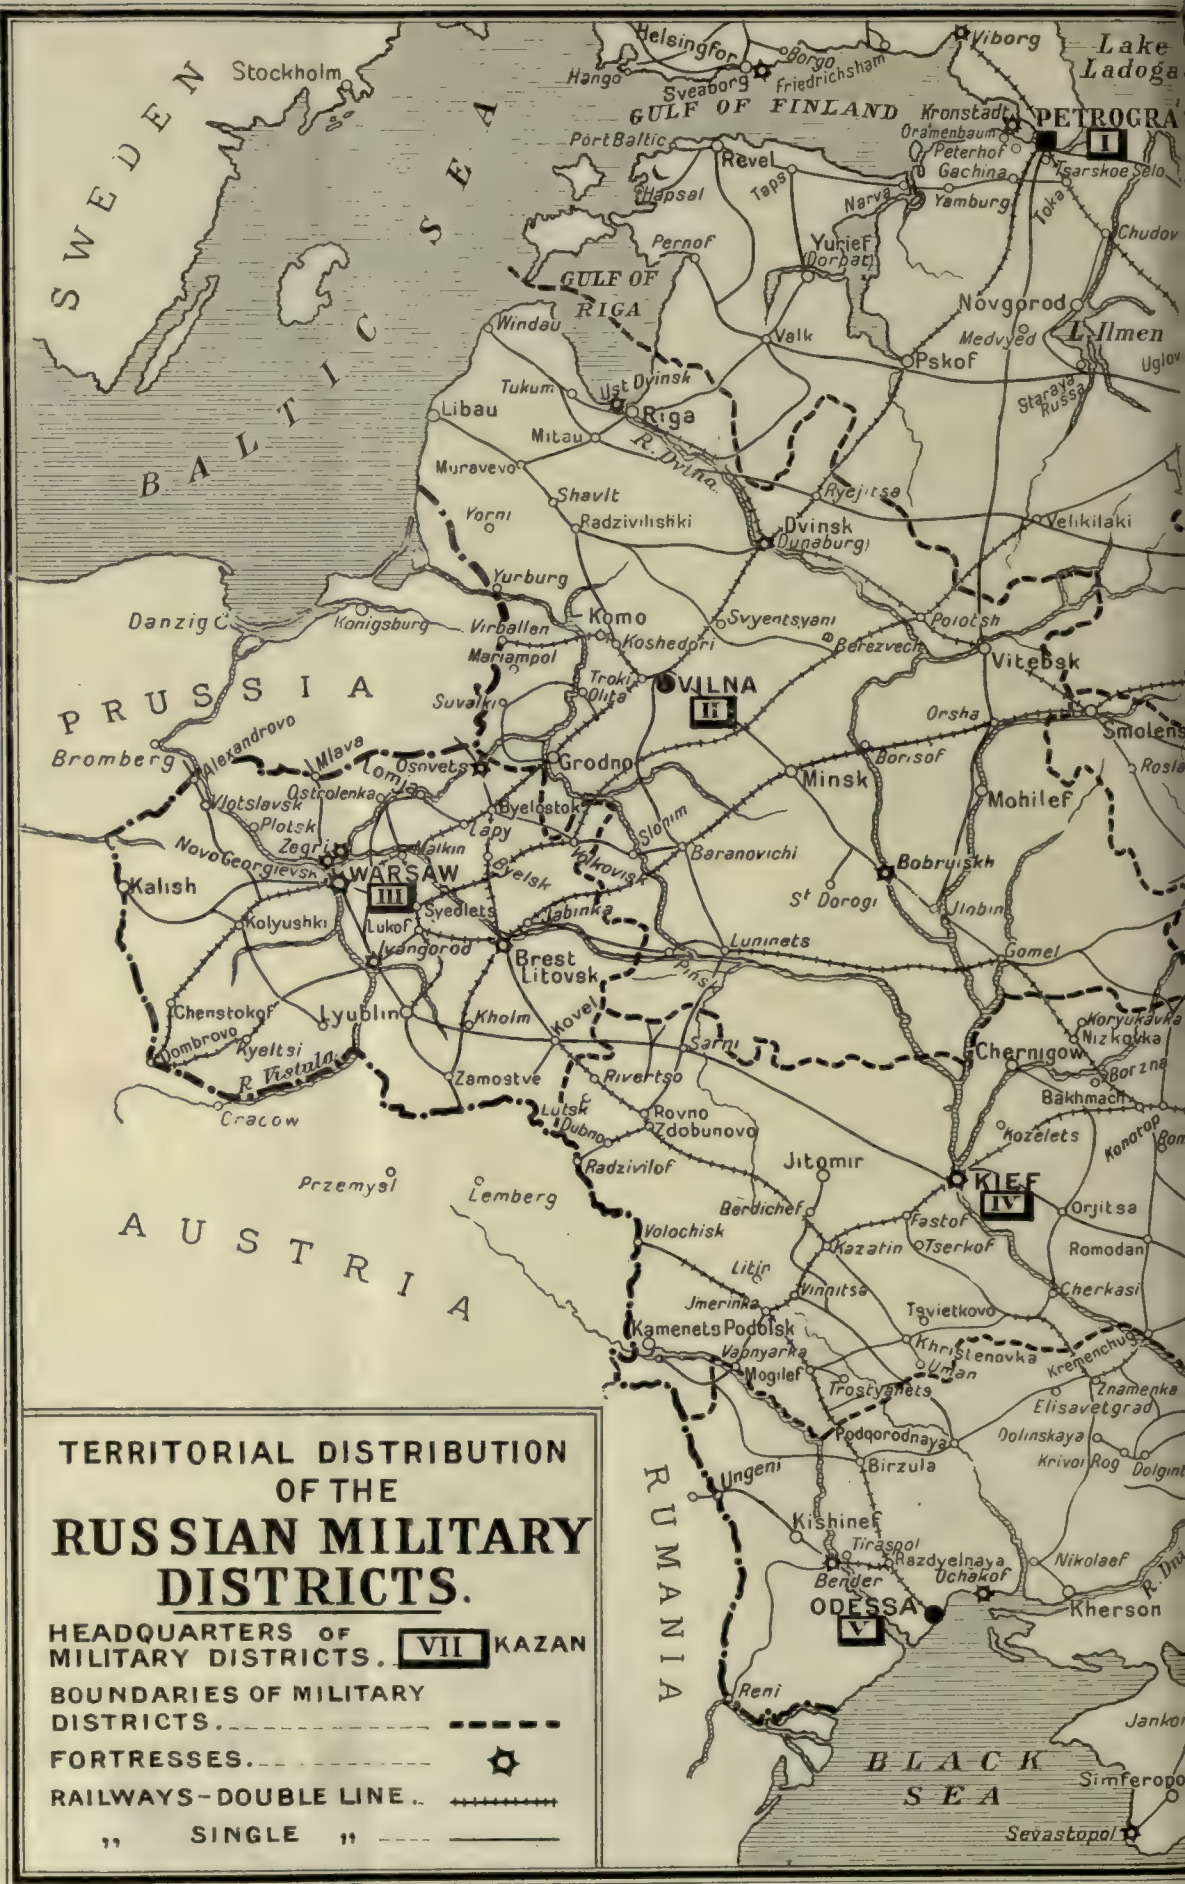 Stockholm
SWEDEN
BALTIC SEA
Helsingfor
Borgo
Hango
Sveaborg
Friedrichsham
Viborg
Lake
Ladoga
GULF OF FINLAND
Kronstadt
PETROGRA
I
Oramenbaum
Peterhof
Port Baltic
Revel
Gachina
Tsarskoe Selo
Hapsal
Taps
Narva
Yamburg
Toka
Chudov
Pernof
Yurief
(Dorpat)
GULF OF
RIGA
Novgorod
Windau
Valk
Medvyed
L. Ilmen
Pskof
Uglov
Staraya
Russa
Tukum
Ust Dvinsk
Libau
Riga
Mitau
R. Dvina
Muravevo
Shavlt
Ryejitsa
Yorni
Radzivilishki
Dvinsk
Dunaburg)
Velikilaki
Yurburg
Danzig
Konigsburg
Komo
Virballen
Koshedori
Svyentsyani
Polotsh
Berezvech
Mariampol
Vitebsk
PRUSSIA
Troki
Olita
VILNA
II
Suvalki
Orsha
Smolens
Bromberg
Alexandrovo
Mlava
Lomja
Osovets
Grodno
Borisof
Rosla
Minsk
Ostrolenka
Vlotslavsk
Byelostok
Mohilef
Plotsk
Lapy
Slonim
Zegri
Malkin
Novo Georgievsk
Volkovisk
Baranovichi
WARSAW
III
Byelsk
Bobruiskh
Kalish
St Dorogi
Syedlets
Jabinka
Jlobin
Kolyushki
Lukof
Ivangorod
Luninets
Brest
Litovsk
Pinsk
Gomel
Chenstokof
Lyublin
Kholm
Kovel
Koryukavka
Nizkovka
Dombrovo
Kyeltsi
Sarni
Chernigow
R. Vistula
Zamostve
Rivertso
Borzna
Cracow
Lutsk
Rovno
Bakhmach
Dubno
Zdobunovo
Kozelets
Konotop
Rom
Radzivilof
Jitomir
Przemysl
Lemberg
KIEF
IV
Berdichef
Orjitsa
AUSTRIA
Volochisk
Fastof
Kazatin
Tserkof
Romodan
Litin
Vinnitsa
Cherkasi
Jmerinka
Tsvietkovo
Kamenets Podolsk
Khristenovka
Vapnyarka
Uman
Kremenchug
Mogilef
Trostyanets
Znamenka
Elisavetgrad
Podgorodnaya
Dolinskaya
Birzula
Krivoi Rog
Dolgint
Ungeni
RUMANIA
Kishinef
Tiraspol
Razdyelnaya
Nikolaef
Bender
Ochakof
R. Dni
ODESSA
V
Kherson
Reni
Janko
BLACK
SEA
Simferopo
Sevastopol
TERRITORIAL DISTRIBUTION
OF THE
RUSSIAN MILITARY
DISTRICTS.
HEADQUARTERS OF
MILITARY DISTRICTS. VII KAZAN
BOUNDARIES OF MILITARY
DISTRICTS.
FORTRESSES.
RAILWAYS-DOUBLE LINE.
,, SINGLE ,,